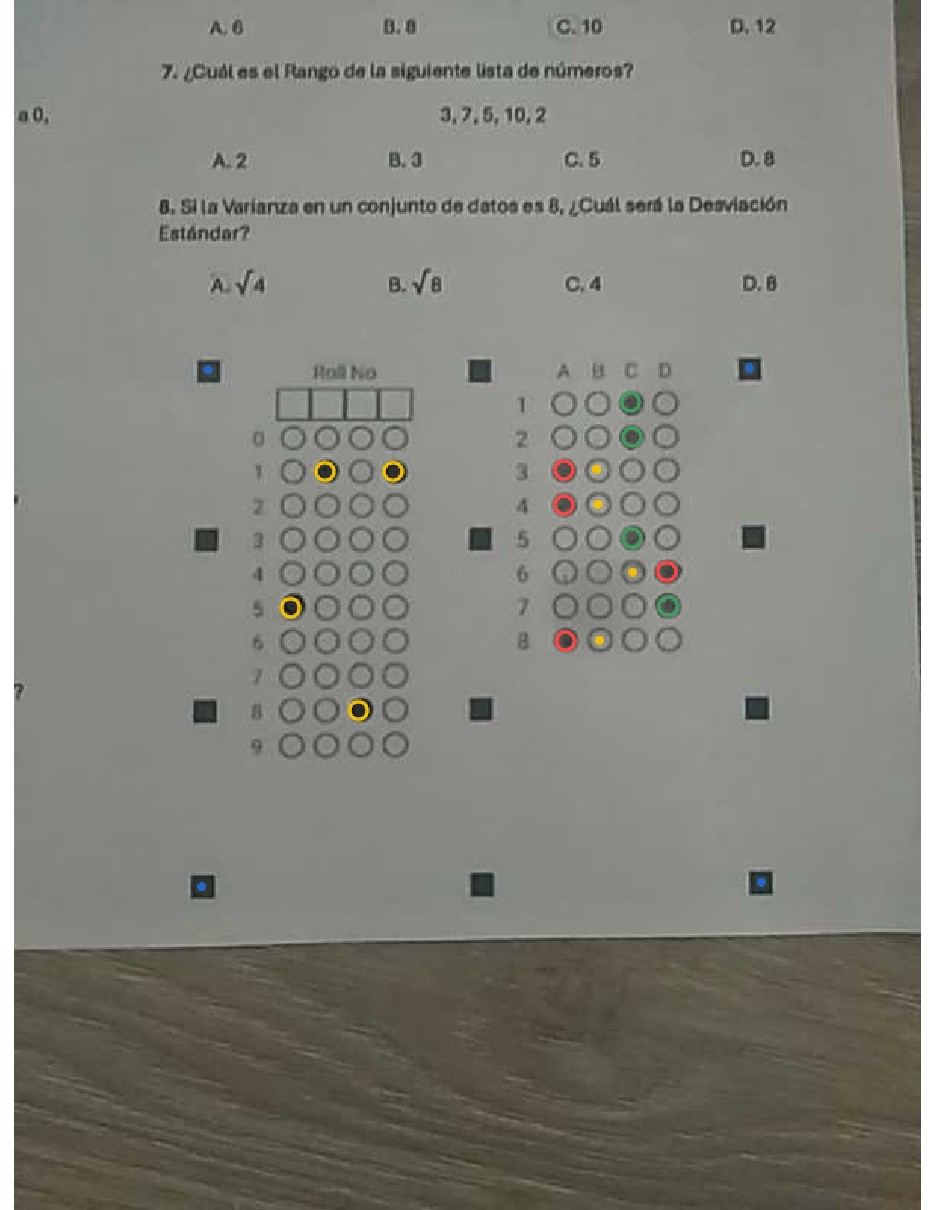 A. 6 B. 8 C. 10 D. 12
7. ¿Cuál es el Rango de la siguiente lista de números?
a 0,
3, 7, 5, 10, 2
A. 2 B. 3 C. 5 D. 8
8. Si la Varianza en un conjunto de datos es 8, ¿Cuál será la Desviación
Estándar?
A. √4 B. √8 C. 4 D. 8
Roll No
A B C D
1
2
3
4
5
6
7
8
0
1
2
3
4
5
6
7
8
9
?